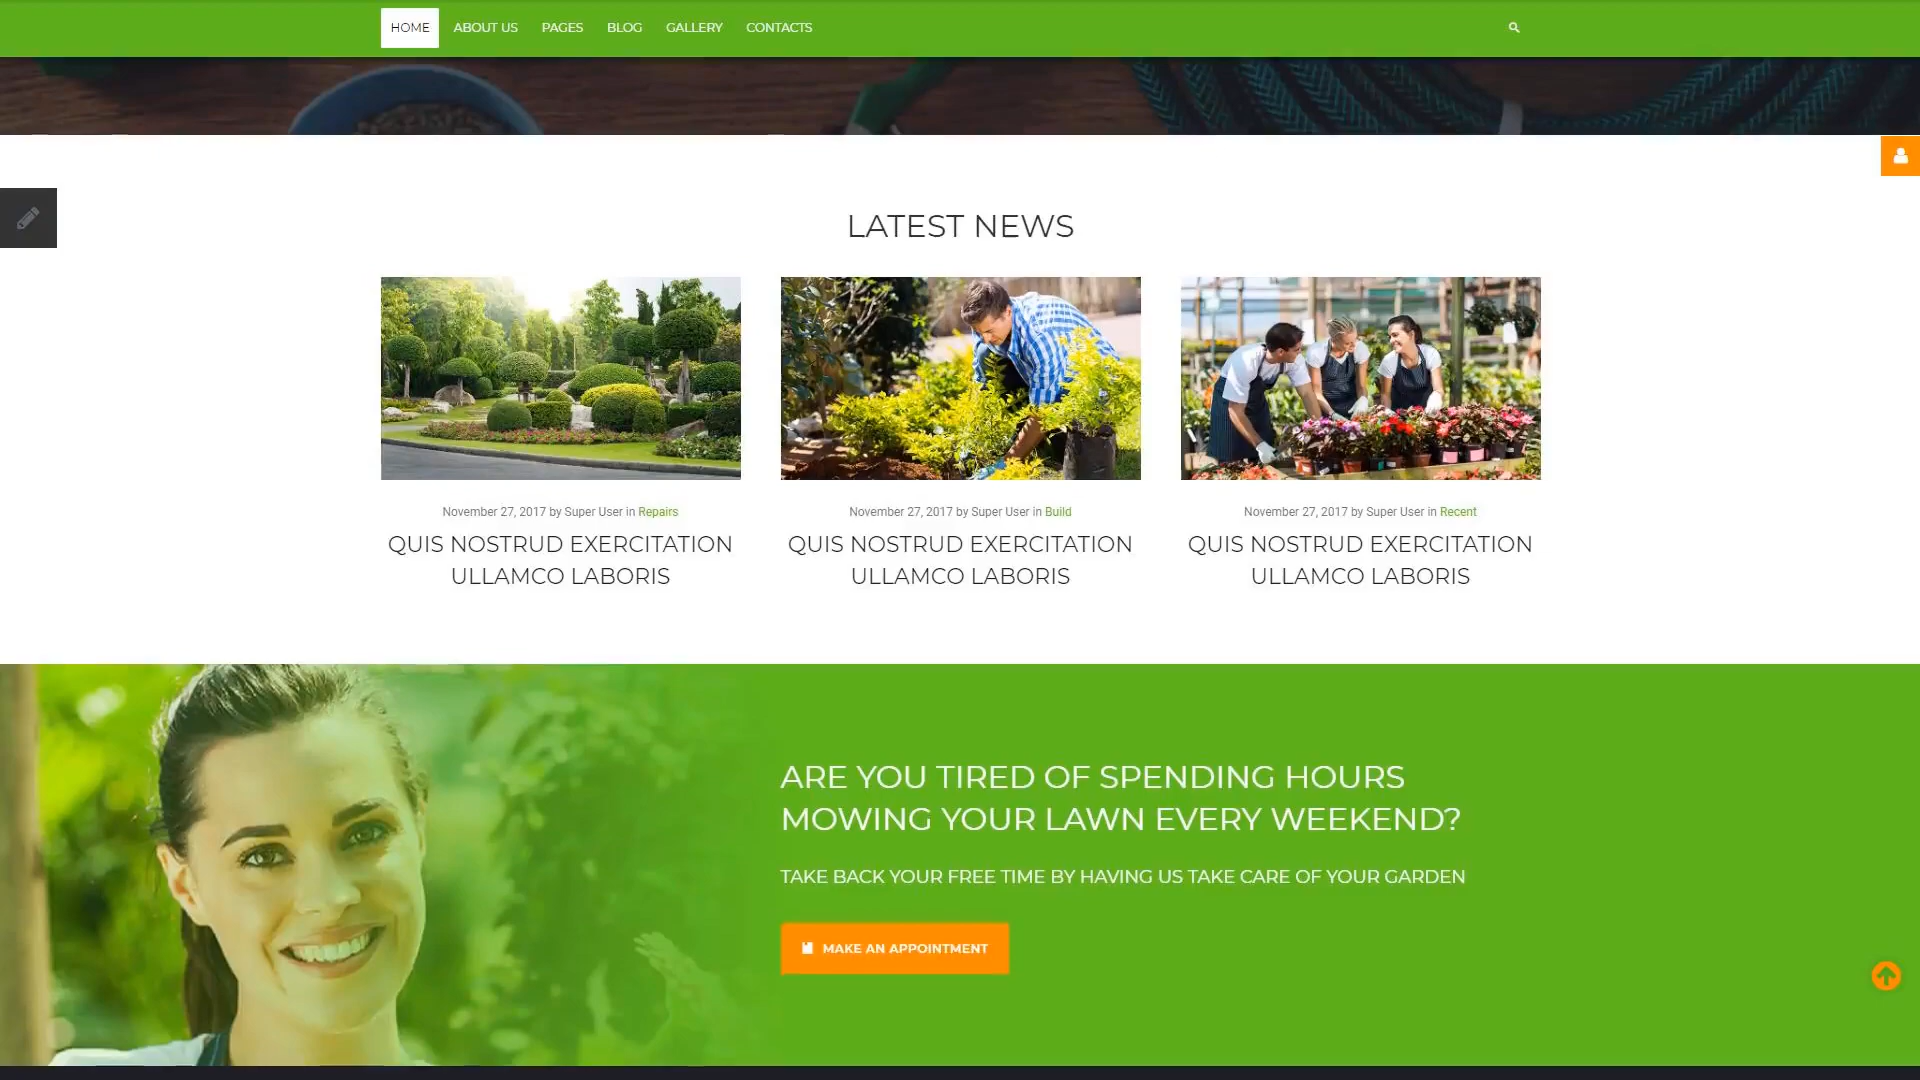 HOME ABOUT US PAGES BLOG GALLERY CONTACTS
LATEST NEWS
November 27, 2017 by Super User in Repairs
QUIS NOSTRUD EXERCITATION
ULLAMCO LABORIS
November 27, 2017 by Super User in Build
QUIS NOSTRUD EXERCITATION
ULLAMCO LABORIS
November 27, 2017 by Super User in Recent
QUIS NOSTRUD EXERCITATION
ULLAMCO LABORIS
ARE YOU TIRED OF SPENDING HOURS
MOWING YOUR LAWN EVERY WEEKEND?
TAKE BACK YOUR FREE TIME BY HAVING US TAKE CARE OF YOUR GARDEN
MAKE AN APPOINTMENT